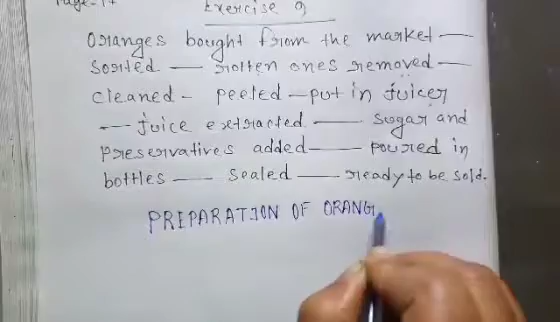 Exercise 9
Oranges bought from the market —
Sorted — rotten ones removed —
cleaned - peeled - put in juicer
— juice extracted — sugar and
preservatives added — poured in
bottles — sealed — ready to be sold.
PREPARATION OF ORANG